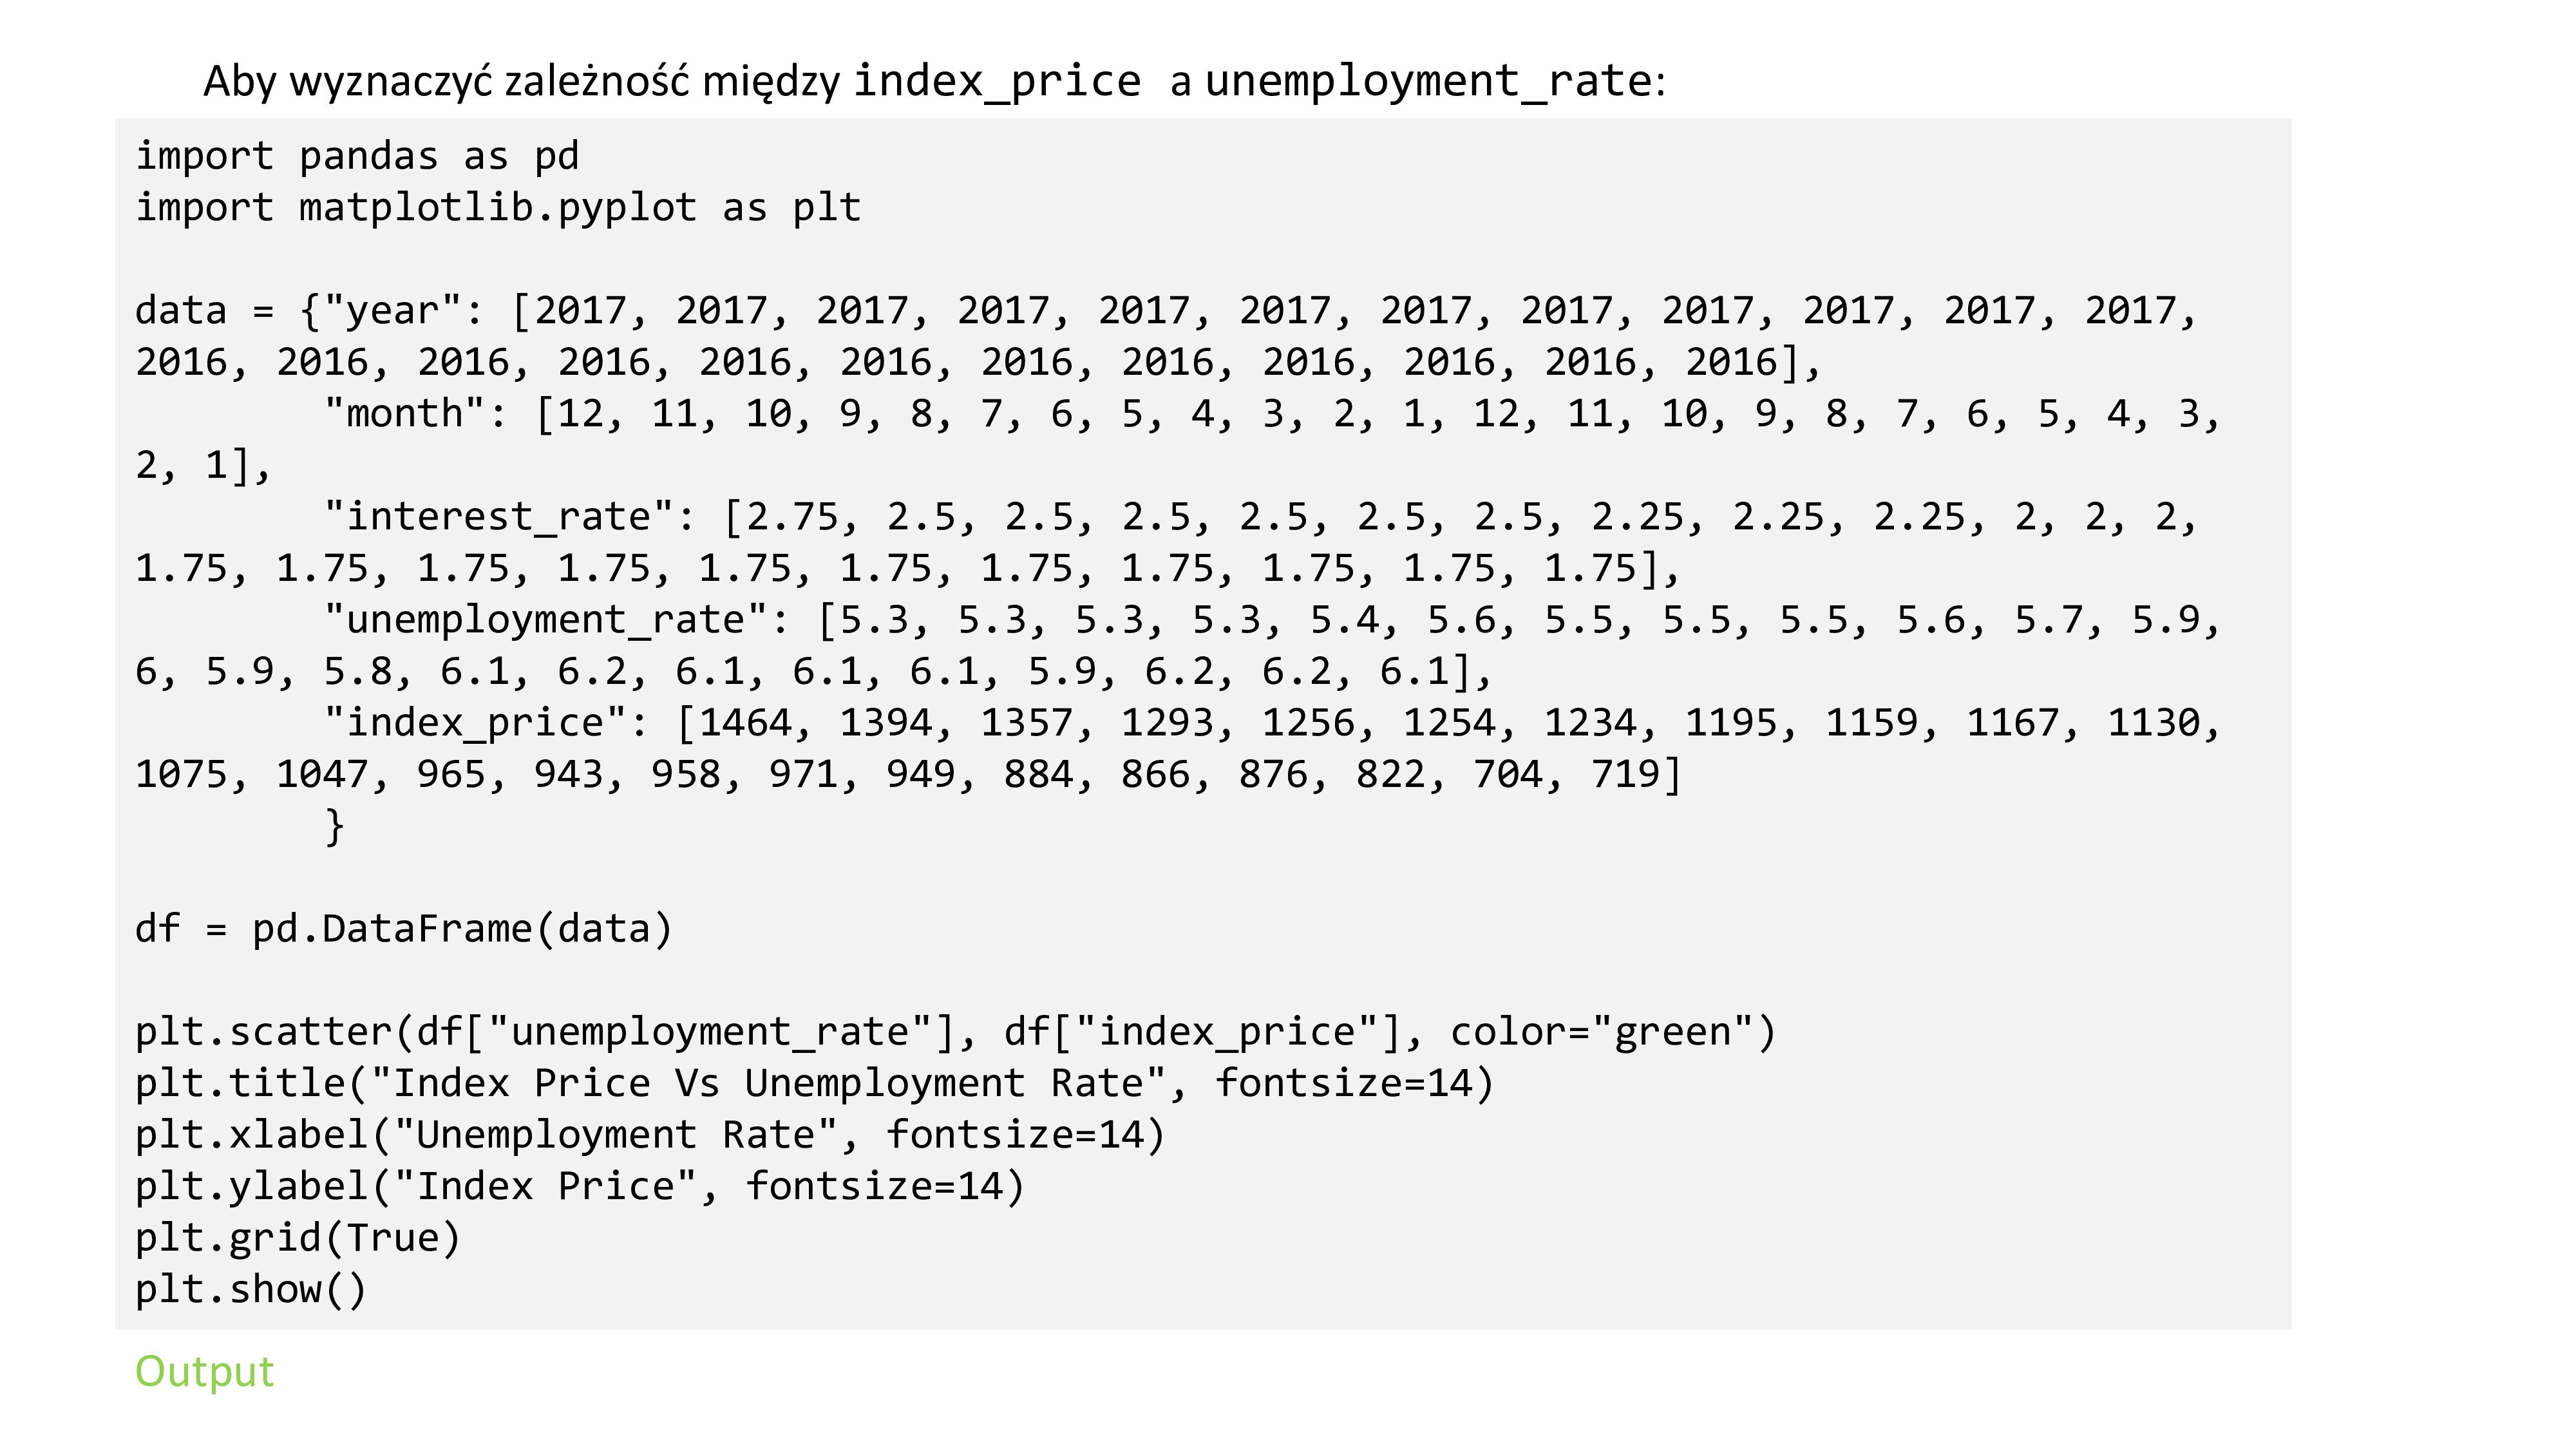 Aby wyznaczyć zależność między index_price a unemployment_rate:
import pandas as pd
import matplotlib.pyplot as plt

data = {"year": [2017, 2017, 2017, 2017, 2017, 2017, 2017, 2017, 2017, 2017, 2017, 2017,
2016, 2016, 2016, 2016, 2016, 2016, 2016, 2016, 2016, 2016, 2016, 2016],
        "month": [12, 11, 10, 9, 8, 7, 6, 5, 4, 3, 2, 1, 12, 11, 10, 9, 8, 7, 6, 5, 4, 3,
2, 1],
        "interest_rate": [2.75, 2.5, 2.5, 2.5, 2.5, 2.5, 2.5, 2.25, 2.25, 2.25, 2, 2, 2,
1.75, 1.75, 1.75, 1.75, 1.75, 1.75, 1.75, 1.75, 1.75, 1.75, 1.75],
        "unemployment_rate": [5.3, 5.3, 5.3, 5.3, 5.4, 5.6, 5.5, 5.5, 5.5, 5.6, 5.7, 5.9,
6, 5.9, 5.8, 6.1, 6.2, 6.1, 6.1, 6.1, 5.9, 6.2, 6.2, 6.1],
        "index_price": [1464, 1394, 1357, 1293, 1256, 1254, 1234, 1195, 1159, 1167, 1130,
1075, 1047, 965, 943, 958, 971, 949, 884, 866, 876, 822, 704, 719]
        }

df = pd.DataFrame(data)

plt.scatter(df["unemployment_rate"], df["index_price"], color="green")
plt.title("Index Price Vs Unemployment Rate", fontsize=14)
plt.xlabel("Unemployment Rate", fontsize=14)
plt.ylabel("Index Price", fontsize=14)
plt.grid(True)
plt.show()
Output